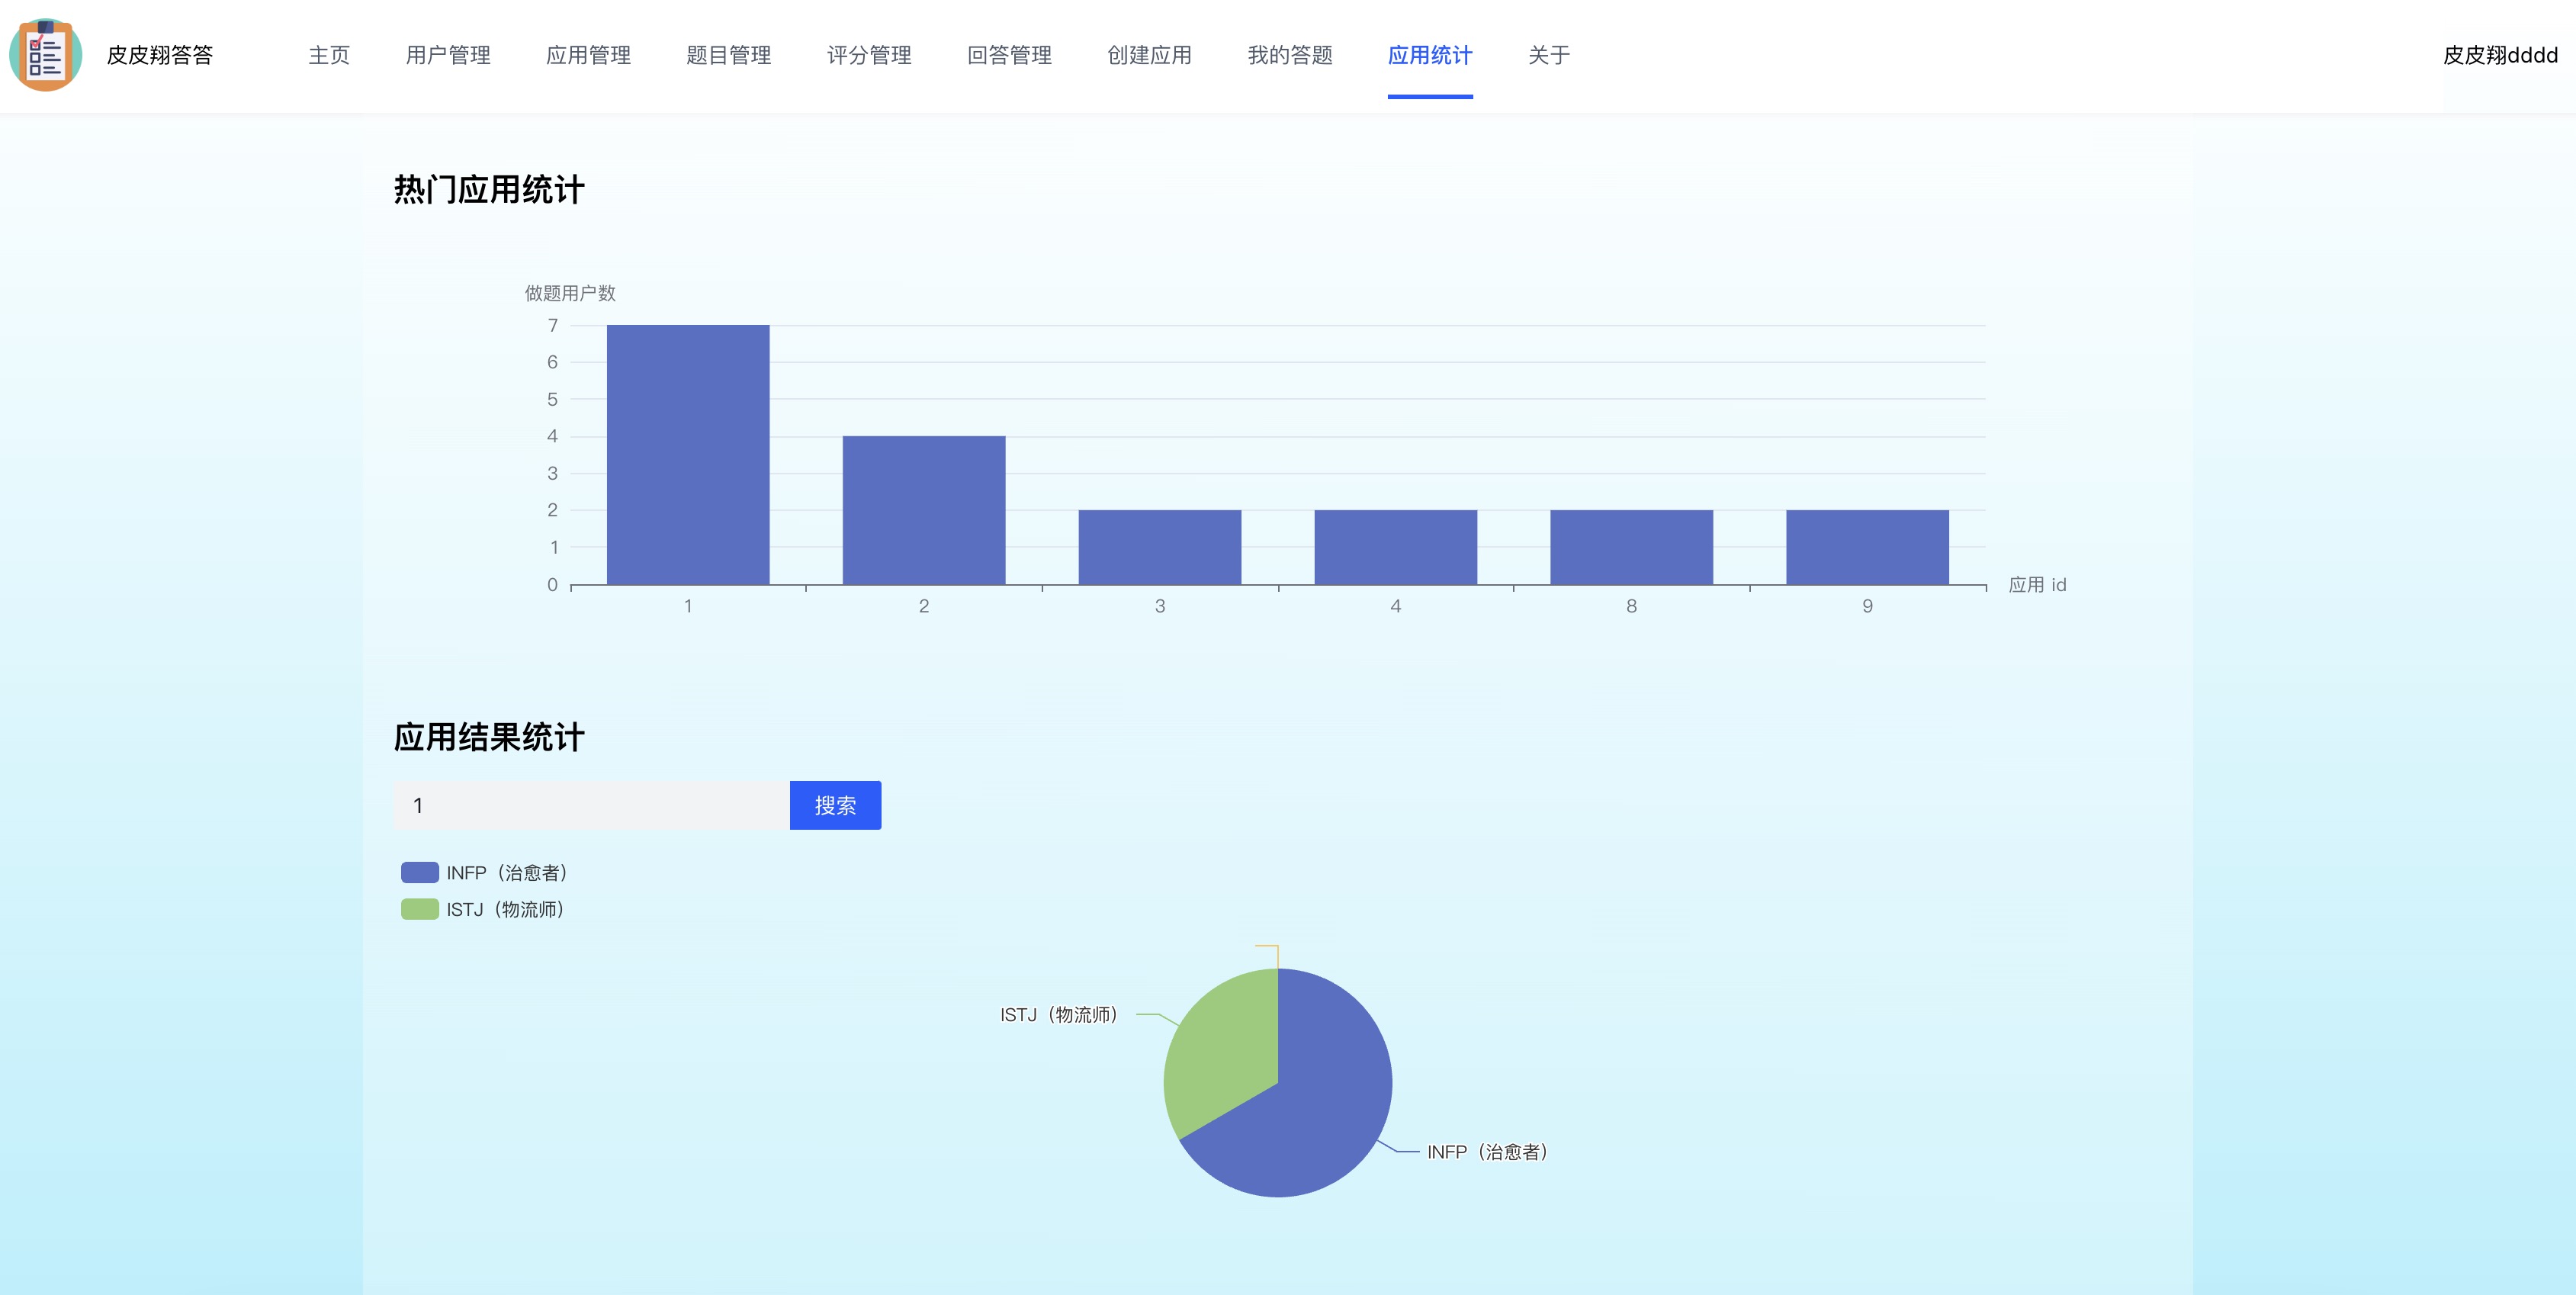 皮皮翔答答 主页 用户管理 应用管理 题目管理 评分管理 回答管理 创建应用 我的答题 应用统计 关于 皮皮翔dddd
热门应用统计
做题用户数
7
6
5
4
3
2
1
0
1 2 3 4 8 9
应用 id
应用结果统计
1 搜索
INFP（治愈者）
ISTJ（物流师）
ISTJ（物流师）
INFP（治愈者）